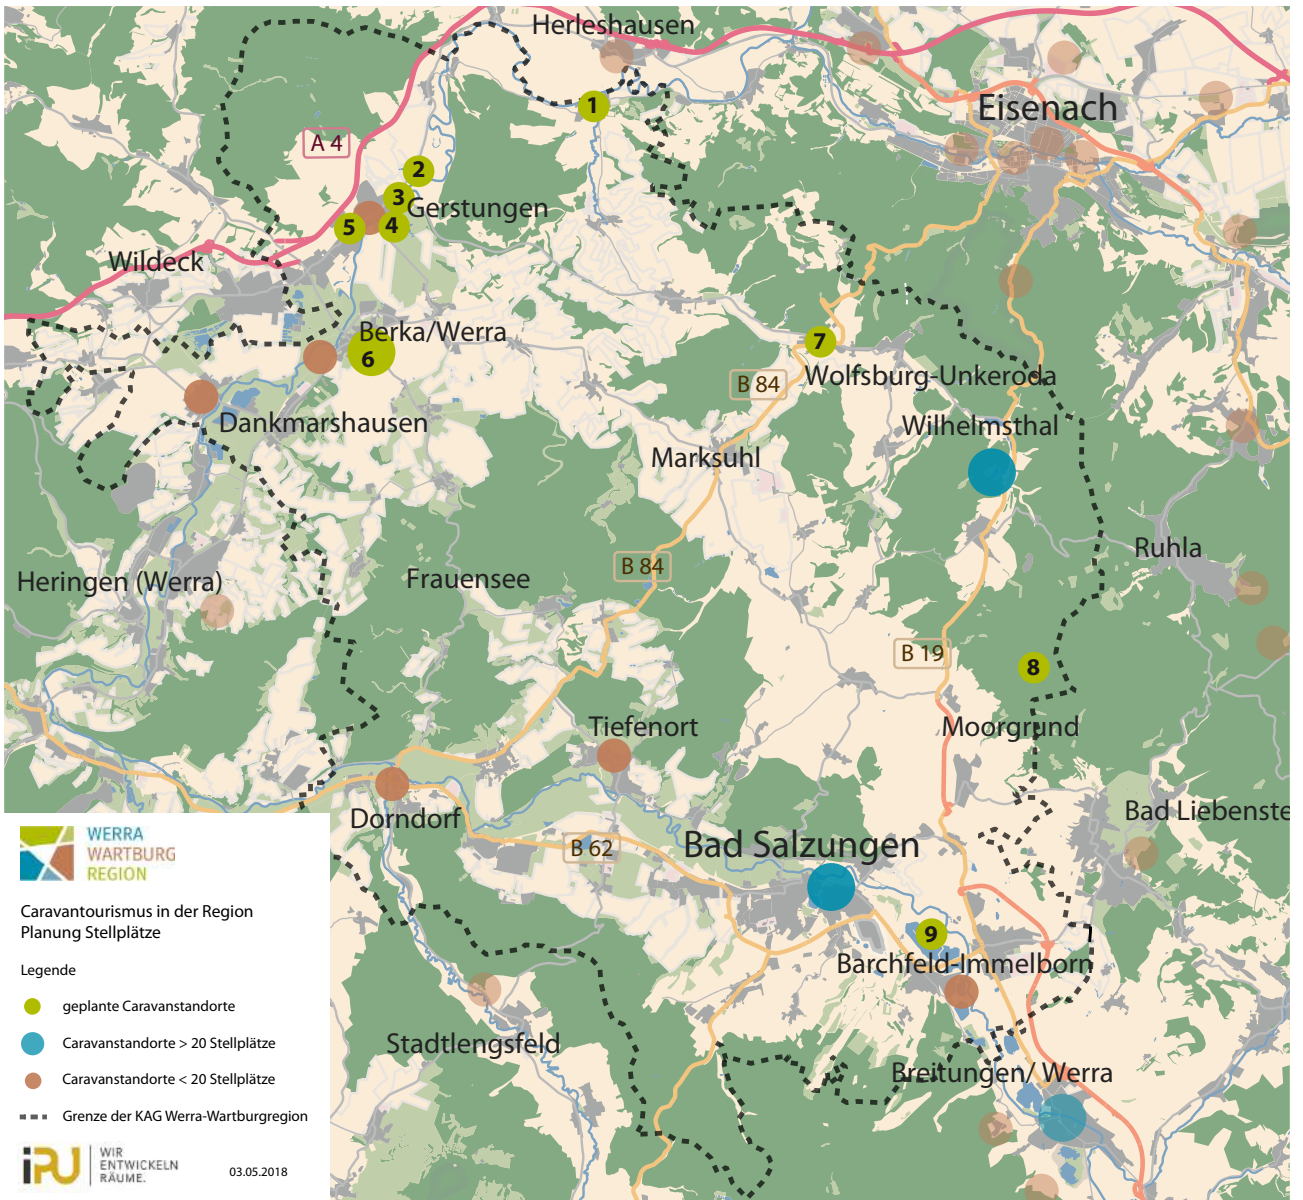 Herleshausen
Eisenach
1
A 4
2
3
Gerstungen
5
4
Wildeck
Berka/Werra
6
7
B 84
Wolfsburg-Unkeroda
Dankmarshausen
Wilhelmsthal
Marksuhl
Ruhla
B 84
Heringen (Werra)
Frauensee
B 19
8
Tiefenort
Moorgrund
Dorndorf
Bad Liebenste
B 62
Bad Salzungen
9
Barchfeld-Immelborn
Stadtlengsfeld
Breitungen/ Werra
WERRA
WARTBURG
REGION
Caravantourismus in der Region
Planung Stellplätze
Legende
geplante Caravanstandorte
Caravanstandorte > 20 Stellplätze
Caravanstandorte < 20 Stellplätze
Grenze der KAG Werra-Wartburgregion
iPU
WIR
ENTWICKELN
RÄUME.
03.05.2018